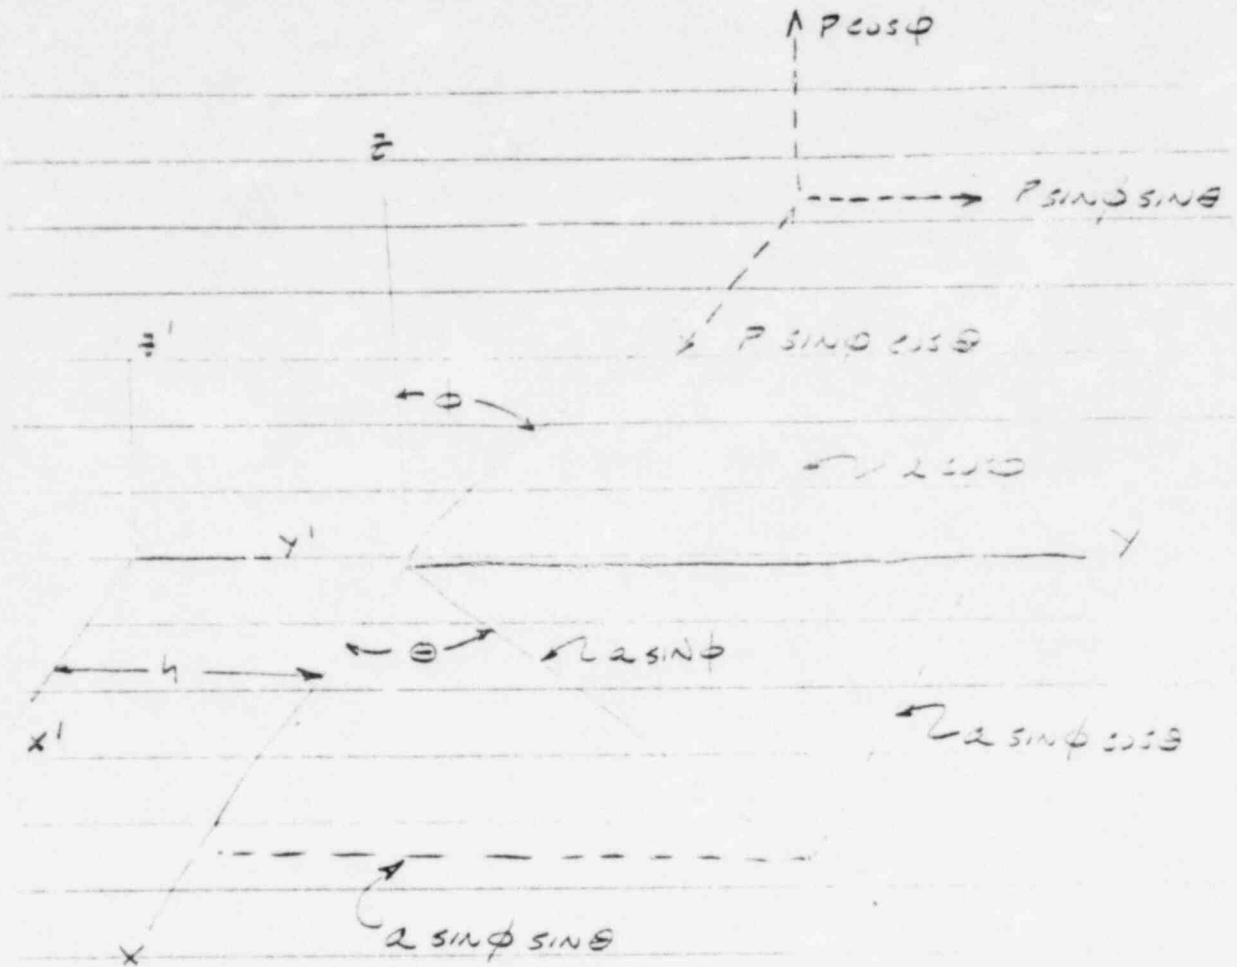 P cos φ
z
P sin φ sin θ
z'
P sin φ cos θ
φ
a cos φ
y'
y
θ
a sin φ
h
x'
a sin φ cos θ
a sin φ sin θ
x